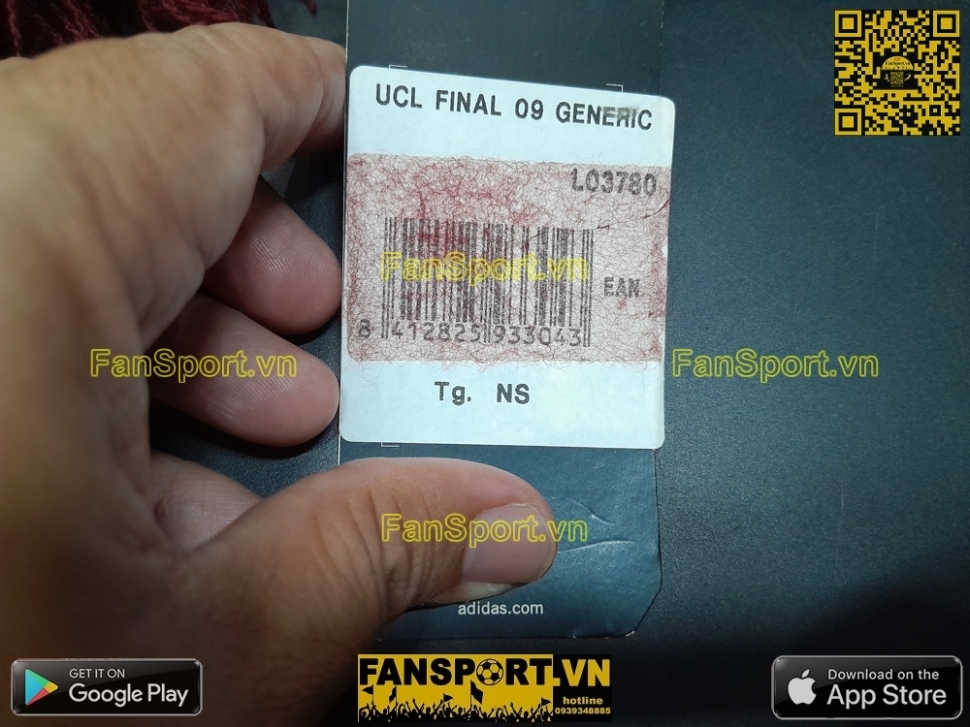 UCL FINAL 09 GENERIC
L03780
FanSport.vn
EAN
8 412825 933043
FanSport.vn
FanSport.vn
Tg. NS
FanSport.vn
adidas.com
GET IT ON
Google Play
FANSPORT.VN
hotline
0939348885
Download on the
App Store